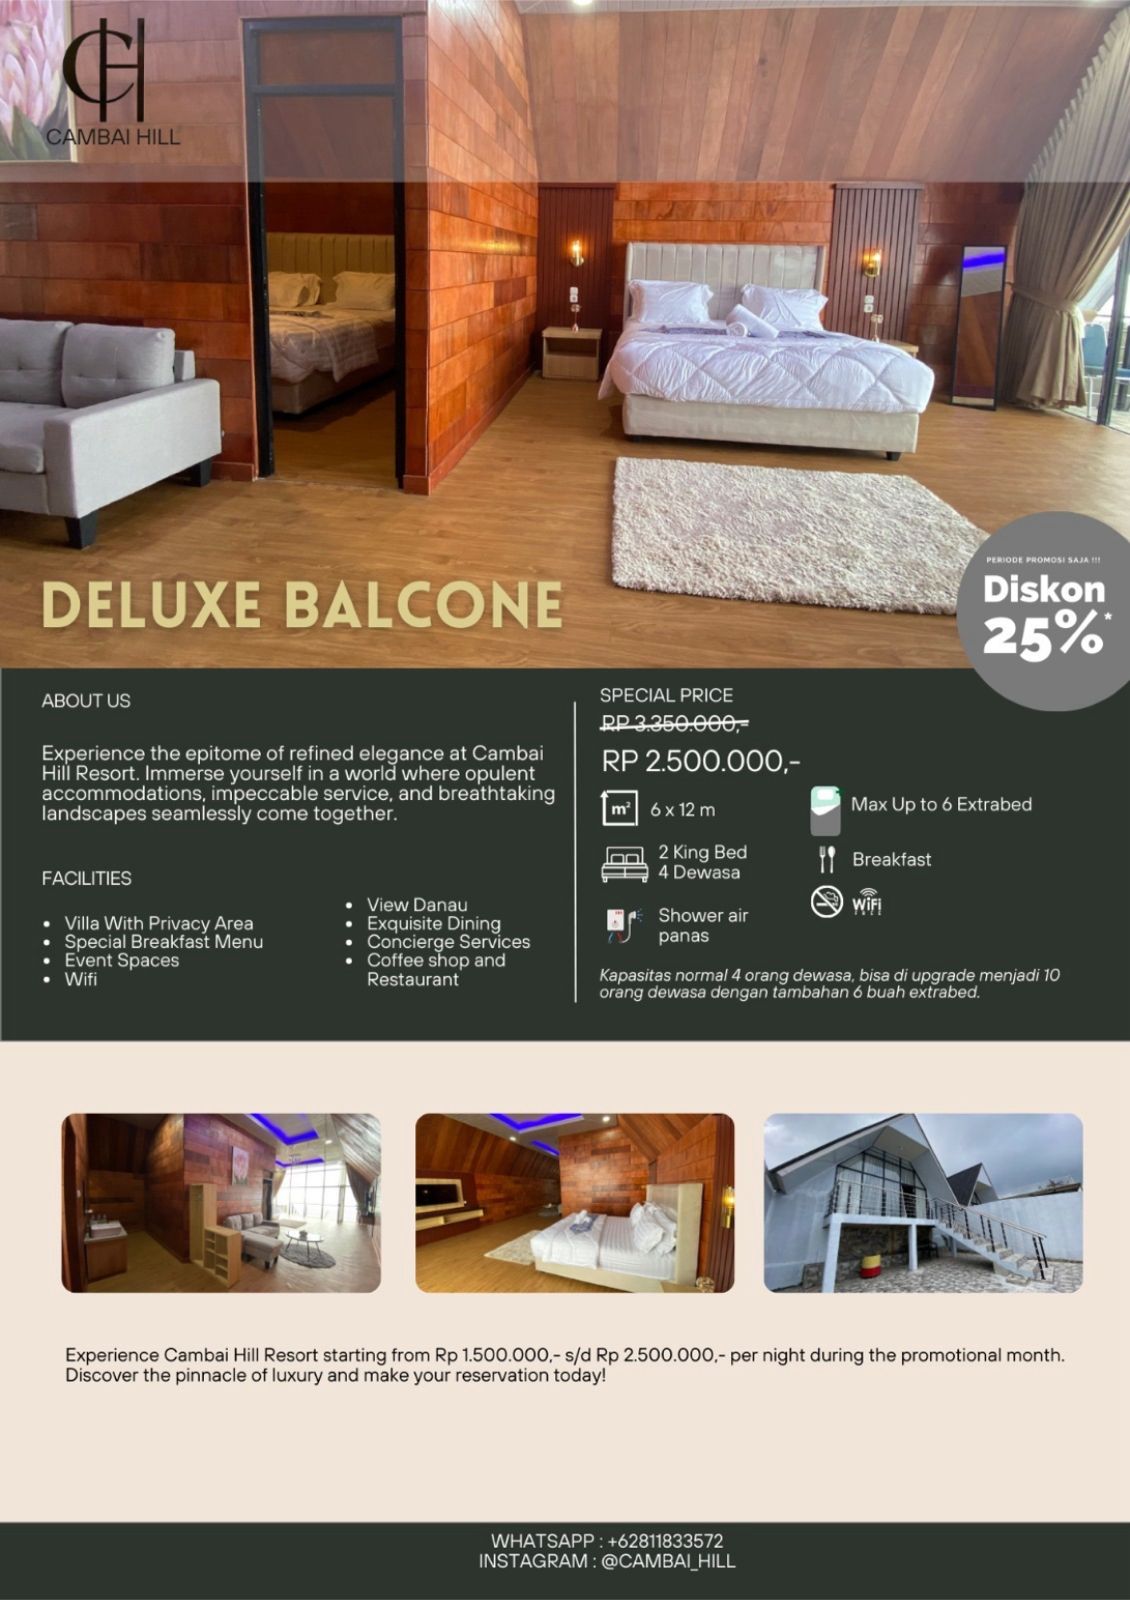 CH
CAMBAI HILL
PERIODE PROMOSI SAJA !!!
Diskon
25%*
DELUXE BALCONE
ABOUT US
Experience the epitome of refined elegance at Cambai
Hill Resort. Immerse yourself in a world where opulent
accommodations, impeccable service, and breathtaking
landscapes seamlessly come together.
FACILITIES
• Villa With Privacy Area
• Special Breakfast Menu
• Event Spaces
• Wifi
• View Danau
• Exquisite Dining
• Concierge Services
• Coffee shop and
Restaurant
SPECIAL PRICE
RP 3.350.000,-
RP 2.500.000,-
m² 6 x 12 m
Max Up to 6 Extrabed
2 King Bed
4 Dewasa
Breakfast
Shower air
panas
WiFi
FREE
Kapasitas normal 4 orang dewasa, bisa di upgrade menjadi 10
orang dewasa dengan tambahan 6 buah extrabed.
Experience Cambai Hill Resort starting from Rp 1.500.000,- s/d Rp 2.500.000,- per night during the promotional month.
Discover the pinnacle of luxury and make your reservation today!
WHATSAPP : +62811833572
INSTAGRAM : @CAMBAI_HILL